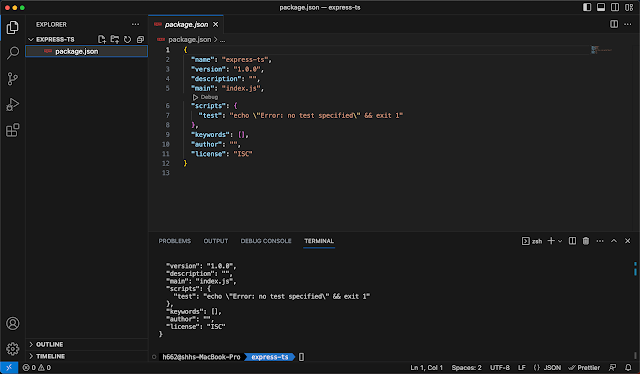 package.json — express-ts
EXPLORER
EXPRESS-TS
package.json
OUTLINE
TIMELINE
package.json
package.json > ...
1 {
2 "name": "express-ts",
3 "version": "1.0.0",
4 "description": "",
5 "main": "index.js",
Debug
6 "scripts": {
7 "test": "echo \"Error: no test specified\" && exit 1"
8 },
9 "keywords": [],
10 "author": "",
11 "license": "ISC"
12 }
13
PROBLEMS OUTPUT DEBUG CONSOLE TERMINAL
zsh
"version": "1.0.0",
"description": "",
"main": "index.js",
"scripts": {
"test": "echo \"Error: no test specified\" && exit 1"
},
"keywords": [],
"author": "",
"license": "ISC"
}
h662@shhs-MacBook-Pro express-ts
0 0
Ln 1, Col 1 Spaces: 2 UTF-8 LF {} JSON Prettier